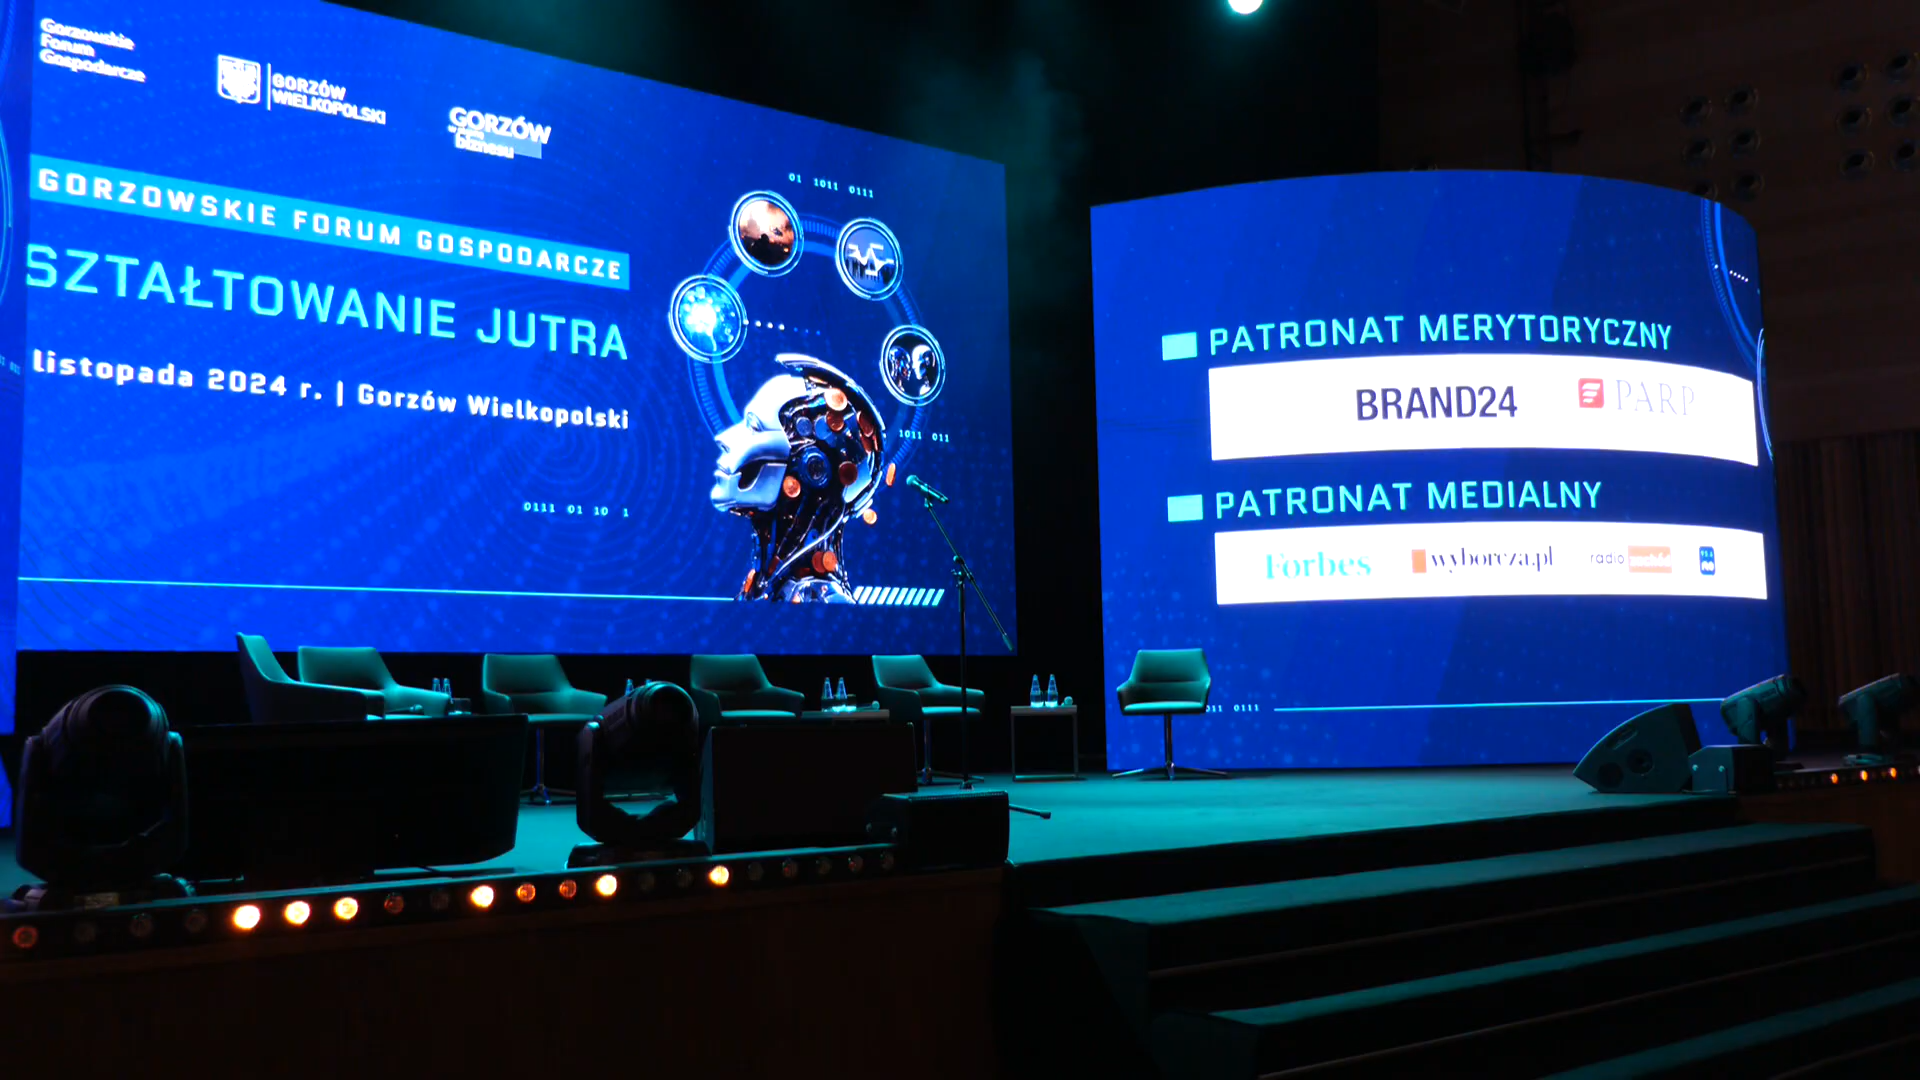 Gorzowskie
Forum
Gospodarcze
GORZÓW
WIELKOPOLSKI
GORZÓW
biznesu
GORZOWSKIE FORUM GOSPODARCZE
SZTAŁTOWANIE JUTRA
listopada 2024 r. | Gorzów Wielkopolski
01 1011 0111
1011 011
0111 01 10 1
PATRONAT MERYTORYCZNY
BRAND24
PARP
PATRONAT MEDIALNY
Forbes
wyborcza.pl
radio
011 0111